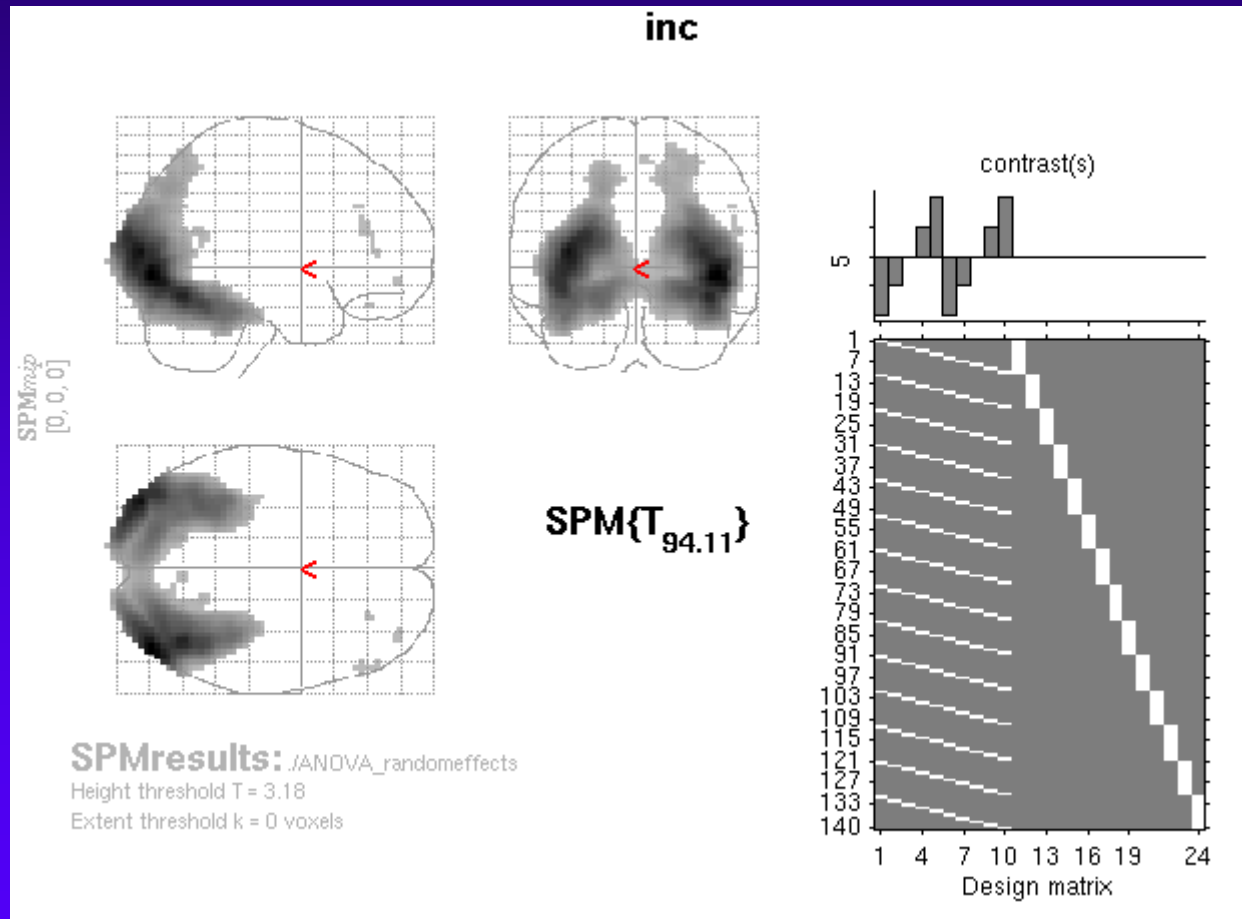 inc
contrast(s)
5
SPMmip
[0, 0, 0]
<
<
<
SPM{T94.11}
1
7
13
19
25
31
37
43
49
55
61
67
73
79
85
91
97
103
109
115
121
127
133
140
1 4 7 10 13 16 19 24
Design matrix
SPMresults: ./ANOVA_randomeffects
Height threshold T = 3.18
Extent threshold k = 0 voxels